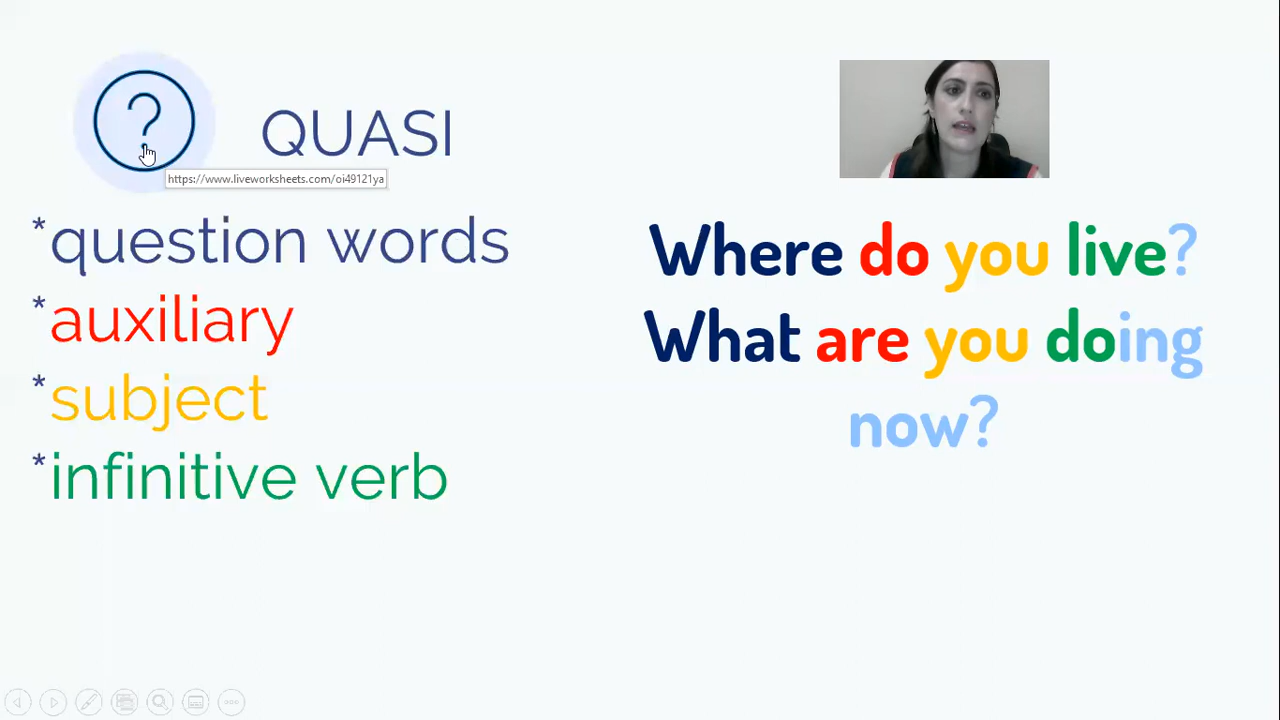 ?
QUASI
https://www.liveworksheets.com/oi49121ya
*question words
*auxiliary
*subject
*infinitive verb
Where do you live?
What are you doing
now?